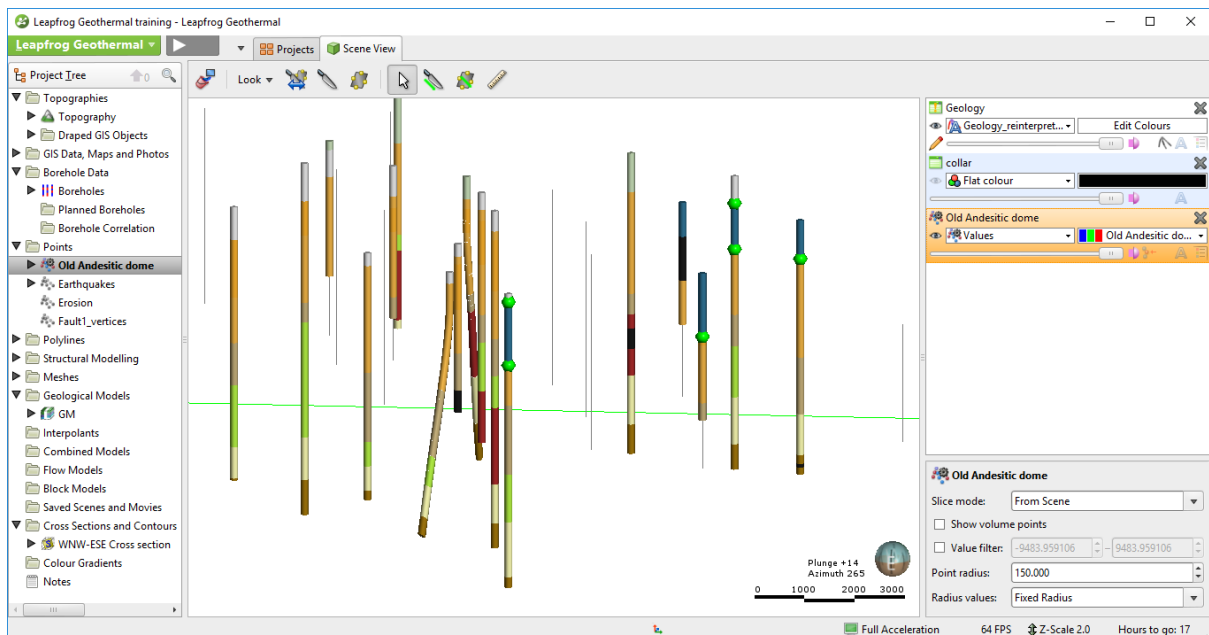 Leapfrog Geothermal training - Leapfrog Geothermal
Leapfrog Geothermal
Projects
Scene View
Project Tree
0
Look
Topographies
Topography
Draped GIS Objects
GIS Data, Maps and Photos
Borehole Data
Boreholes
Planned Boreholes
Borehole Correlation
Points
Old Andesitic dome
Earthquakes
Erosion
Fault1_vertices
Polylines
Structural Modelling
Meshes
Geological Models
GM
Interpolants
Combined Models
Flow Models
Block Models
Saved Scenes and Movies
Cross Sections and Contours
WNW-ESE Cross section
Colour Gradients
Notes
Plunge +14
Azimuth 265
0 1000 2000 3000
Geology
Geology_reinterpret... Edit Colours
collar
Flat colour
Old Andesitic dome
Values Old Andesitic do...
Old Andesitic dome
Slice mode: From Scene
Show volume points
Value filter: -9483.959106 – 9483.959106
Point radius: 150.000
Radius values: Fixed Radius
Full Acceleration 64 FPS Z-Scale 2.0 Hours to go: 17